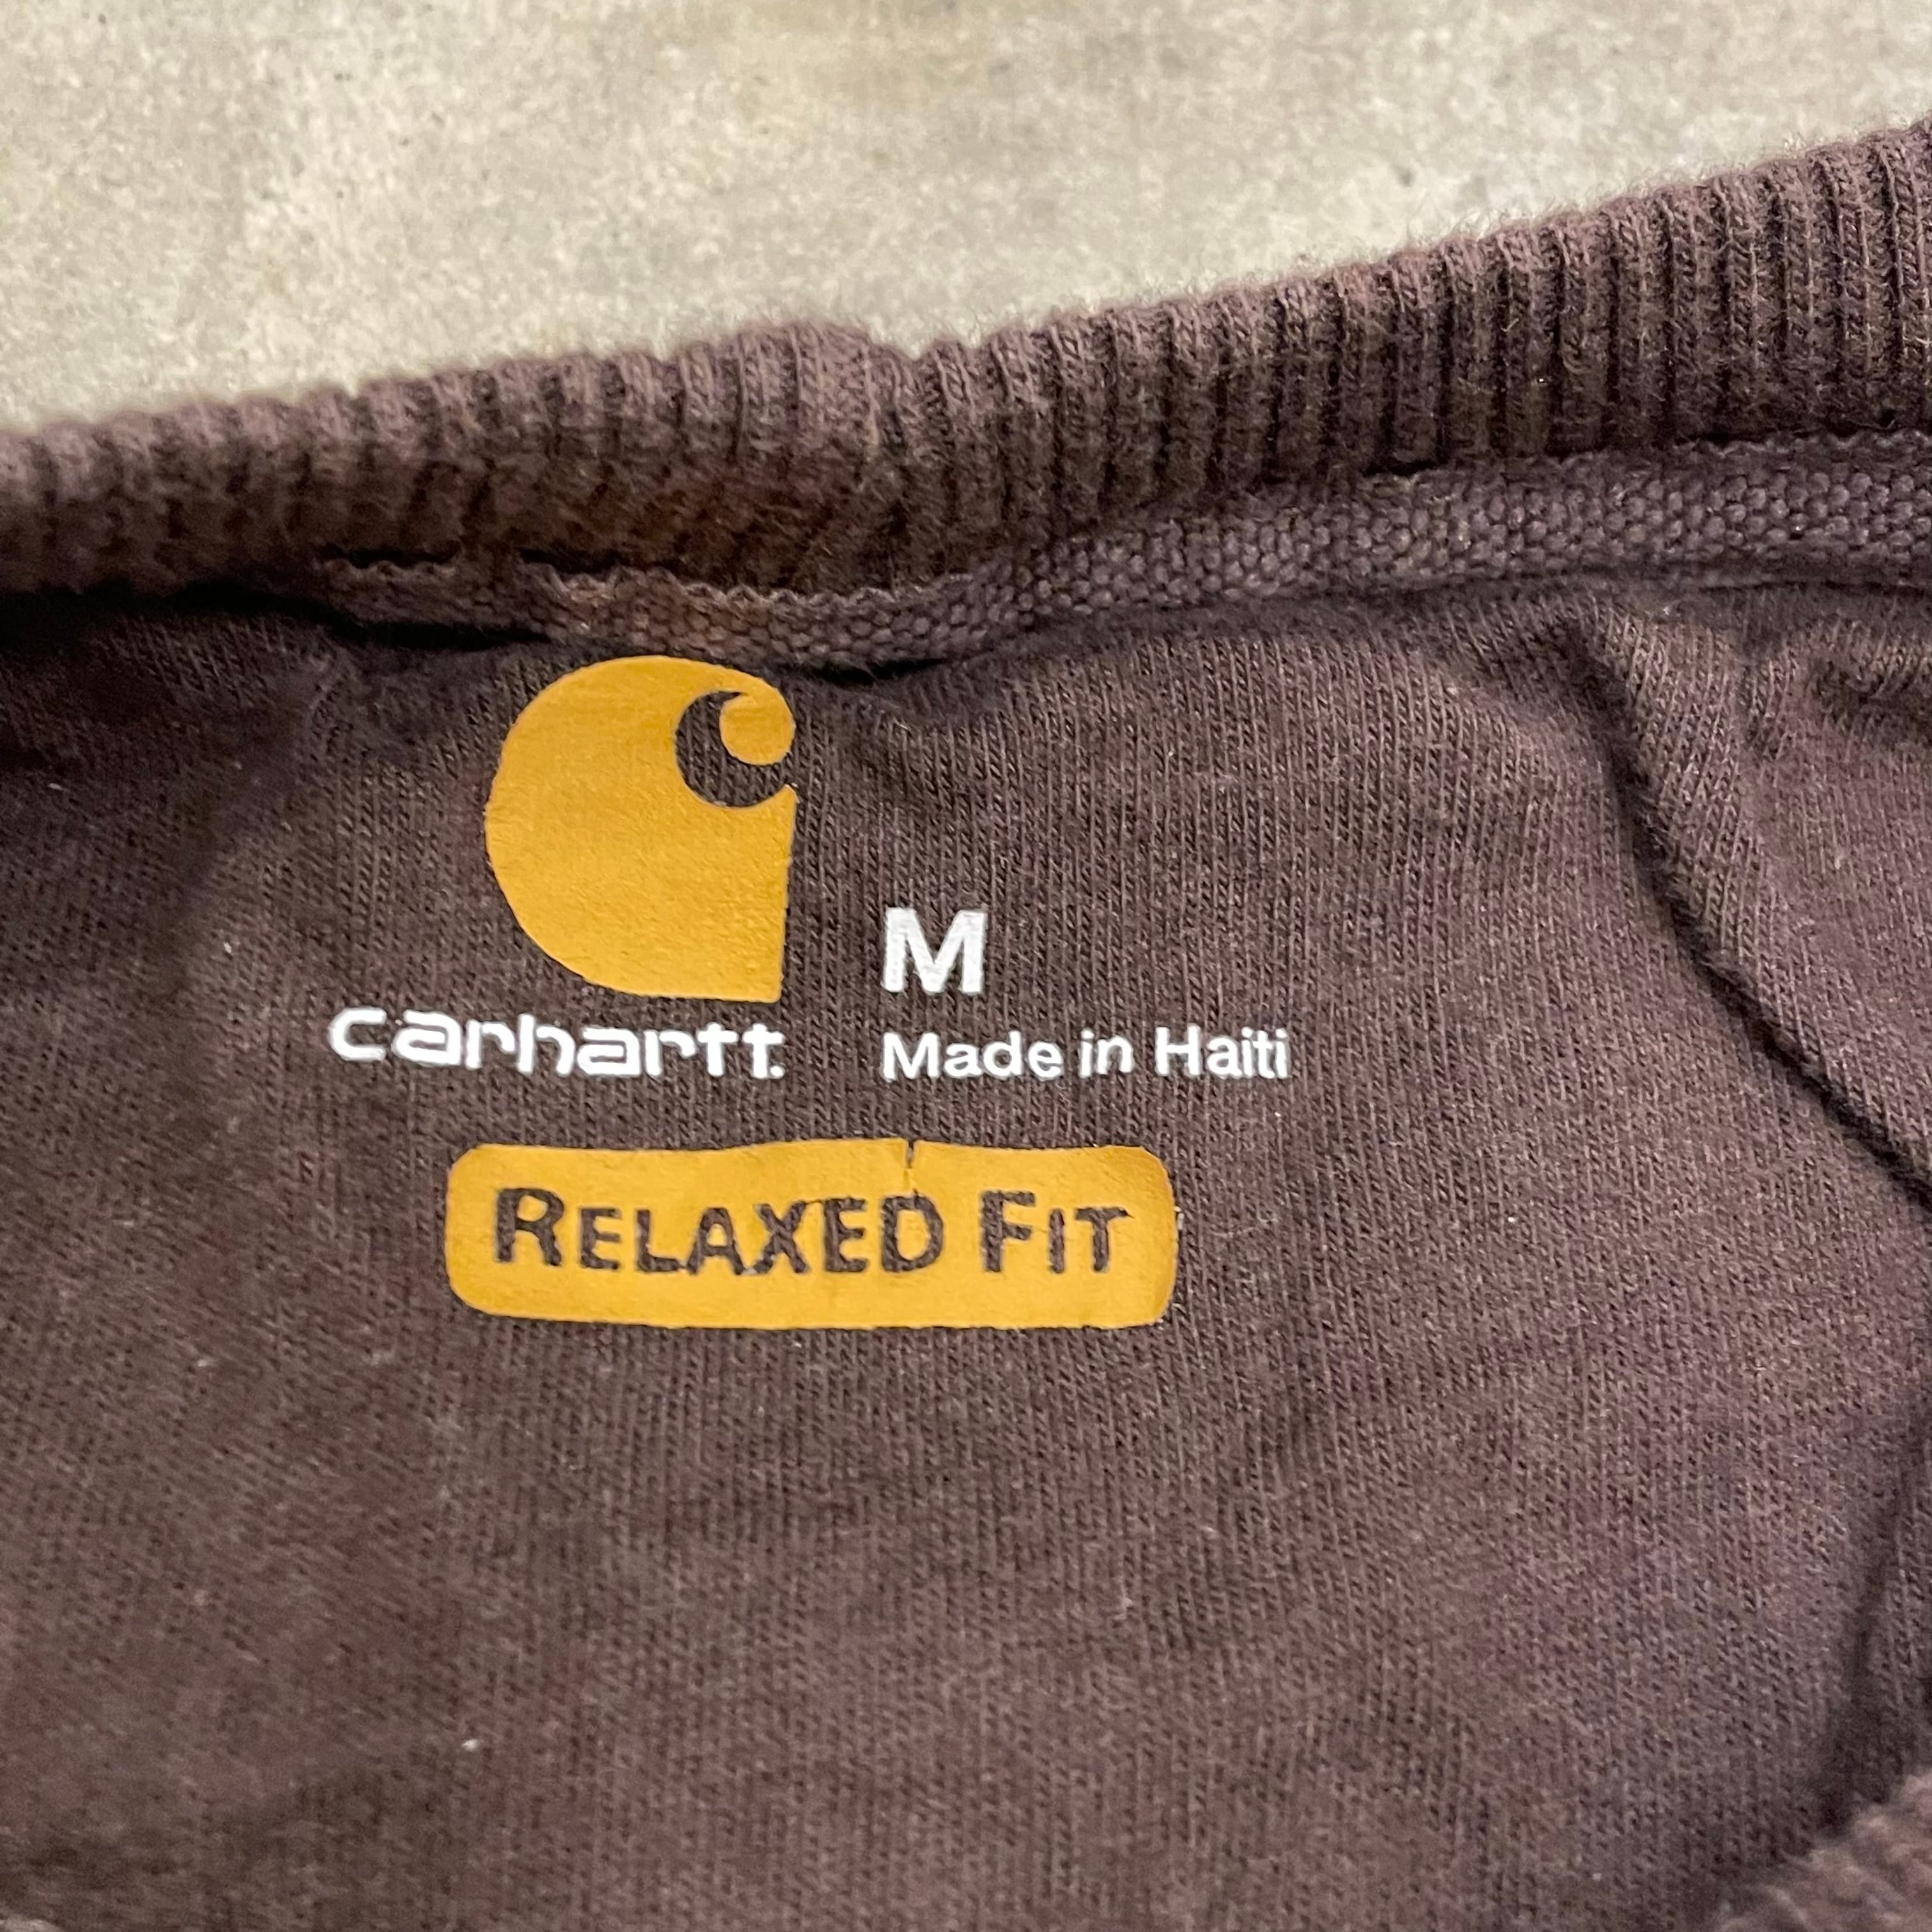 M
carhartt.
Made in Haiti
RELAXED FIT